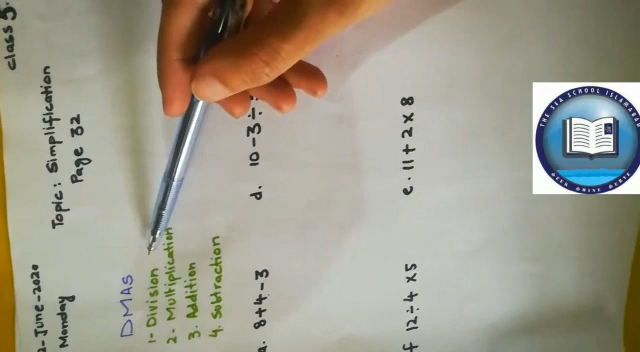 Class 5.
2-June-2020
Topic: Simplification
Monday
Page 32
DMAS
1- Division
2- Multiplication
3. Addition
4. Subtraction
a. 8+4-3
d. 10-3÷
f 12÷4×5
e. 11+2×8
THE SEA SCHOOL ISLAMABAD